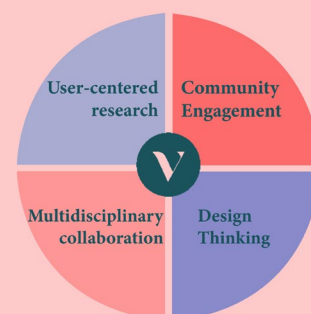 User-centered
research
Community
Engagement
V
Multidisciplinary
collaboration
Design
Thinking